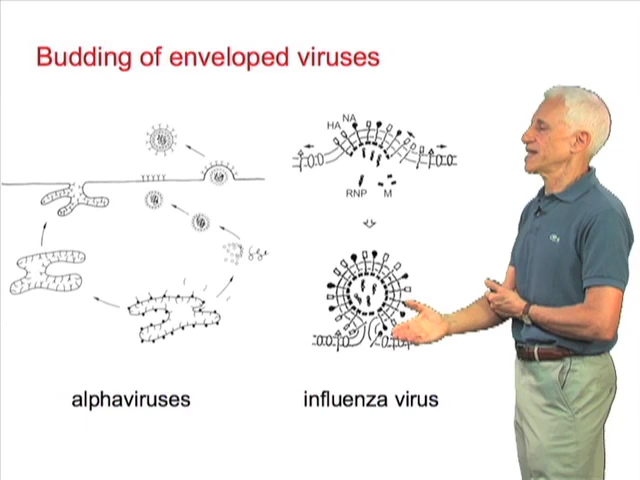 Budding of enveloped viruses
NA
HA
RNP
M
alphaviruses
influenza virus